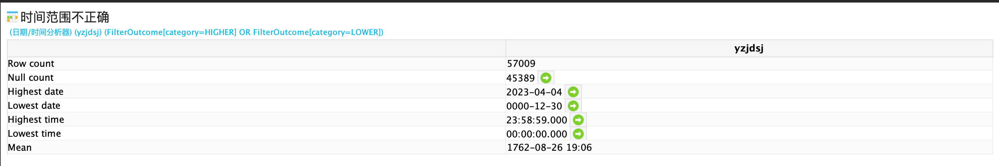 时间范围不正确
(日期/时间分析器) (yzjdsj) (FilterOutcome[category=HIGHER] OR FilterOutcome[category=LOWER])
yzjdsj
Row count 57009
Null count 45389
Highest date 2023-04-04
Lowest date 0000-12-30
Highest time 23:58:59.000
Lowest time 00:00:00.000
Mean 1762-08-26 19:06